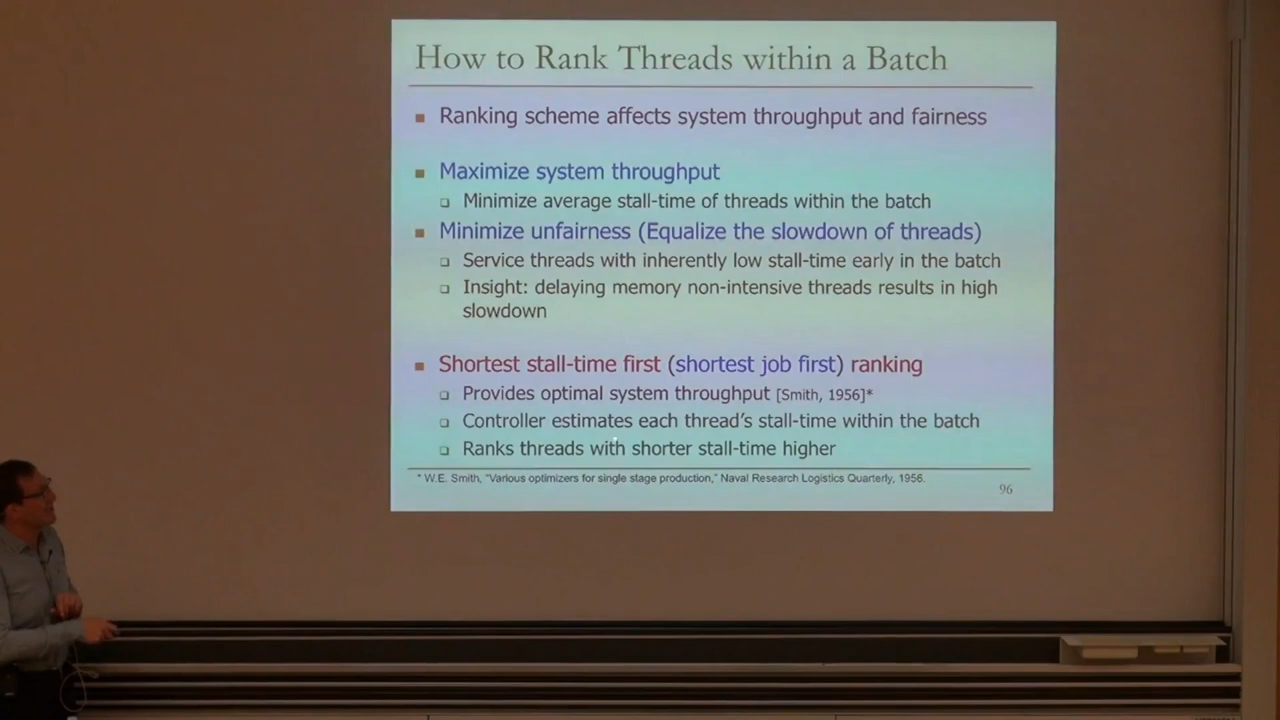 How to Rank Threads within a Batch
Ranking scheme affects system throughput and fairness
Maximize system throughput
Minimize average stall-time of threads within the batch
Minimize unfairness (Equalize the slowdown of threads)
Service threads with inherently low stall-time early in the batch
Insight: delaying memory non-intensive threads results in high
slowdown
Shortest stall-time first (shortest job first) ranking
Provides optimal system throughput [Smith, 1956]*
Controller estimates each thread's stall-time within the batch
Ranks threads with shorter stall-time higher
* W.E. Smith, "Various optimizers for single stage production," Naval Research Logistics Quarterly, 1956.
96